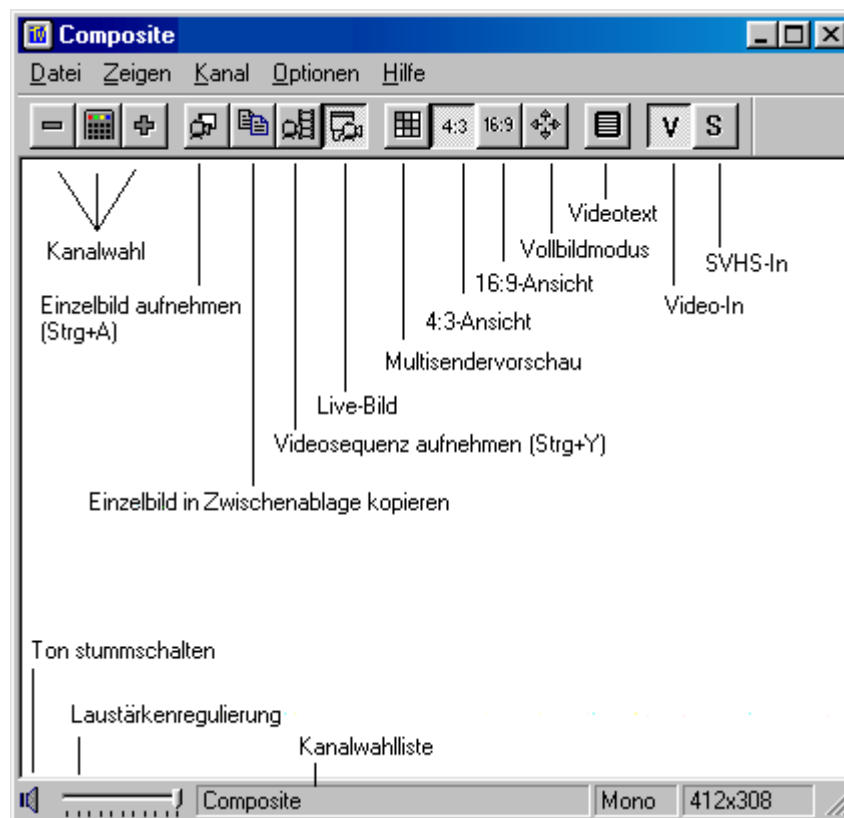 TV Composite
Datei Zeigen Kanal Optionen Hilfe
4:3 16:9 V S
Videotext
Kanalwahl
Vollbildmodus
SVHS-In
16:9-Ansicht
Einzelbild aufnehmen
(Strg+A)
Video-In
4:3-Ansicht
Multisendervorschau
Live-Bild
Videosequenz aufnehmen (Strg+Y)
Einzelbild in Zwischenablage kopieren
Ton stummschalten
Laustärkenregulierung
Kanalwahlliste
Composite Mono 412x308